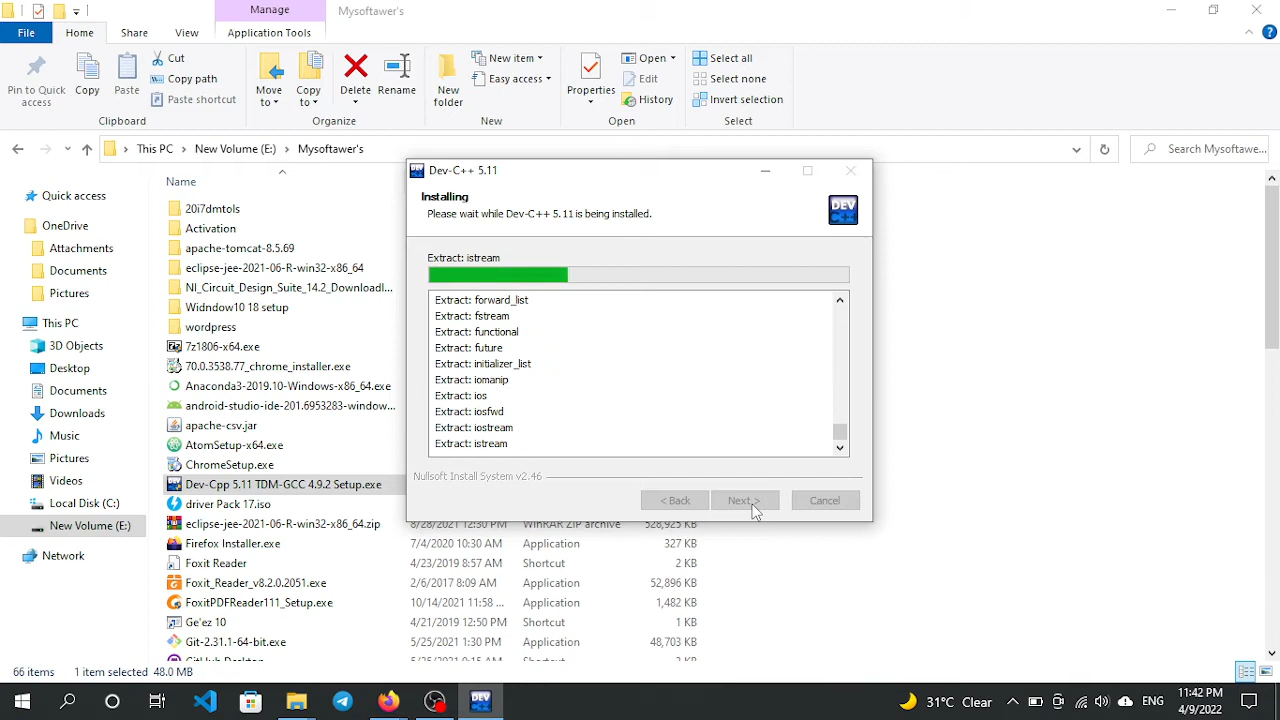 Manage
Mysoftawer's
File
Home
Share
View
Application Tools
Pin to Quick access
Copy
Paste
Cut
Copy path
Paste shortcut
Clipboard
Move to
Copy to
Delete
Rename
Organize
New folder
New item
Easy access
New
Properties
Open
Edit
History
Open
Select all
Select none
Invert selection
Select
This PC
New Volume (E:)
Mysoftawer's
Search Mysoftawe...
Quick access
OneDrive
Attachments
Documents
Pictures
This PC
3D Objects
Desktop
Documents
Downloads
Music
Pictures
Videos
Local Disk (C:)
New Volume (E:)
Network
Name
20i7dmtols
Activation
apache-tomcat-8.5.69
eclipse-jee-2021-06-R-win32-x86_64
NI_Circuit_Design_Suite_14.2_Downloadl...
Widndow10 18 setup
wordpress
7z1806-x64.exe
70.0.3538.77_chrome_installer.exe
Anaconda3-2019.10-Windows-x86_64.exe
android-studio-ide-201.6953283-window...
apache-csv.jar
AtomSetup-x64.exe
ChromeSetup.exe
Dev-Cpp 5.11 TDM-GCC 4.9.2 Setup.exe
driver Pack 17.iso
eclipse-jee-2021-06-R-win32-x86_64.zip 8/28/2021 12:30 PM WinRAR ZIP archive 528,925 KB
Firefox Installer.exe 7/4/2020 10:30 AM Application 327 KB
Foxit Reader 4/23/2019 8:57 AM Shortcut 2 KB
Foxit_Reader_v8.2.0.2051.exe 2/6/2017 8:09 AM Application 52,896 KB
FoxitPDFReader111_Setup.exe 10/14/2021 11:58 ... Application 1,482 KB
Ge'ez 10 4/21/2019 12:50 PM Shortcut 1 KB
Git-2.31.1-64-bit.exe 5/25/2021 1:30 PM Application 48,703 KB
Dev-C++ 5.11
Installing
Please wait while Dev-C++ 5.11 is being installed.
DEV
C++
Extract: istream
Extract: forward_list
Extract: fstream
Extract: functional
Extract: future
Extract: initializer_list
Extract: iomanip
Extract: ios
Extract: iosfwd
Extract: iostream
Extract: istream
Nullsoft Install System v2.46
< Back
Next >
Cancel
66 items
1 item selected 48.0 MB
31°C Clear
ENG
1:42 PM
4/9/2022